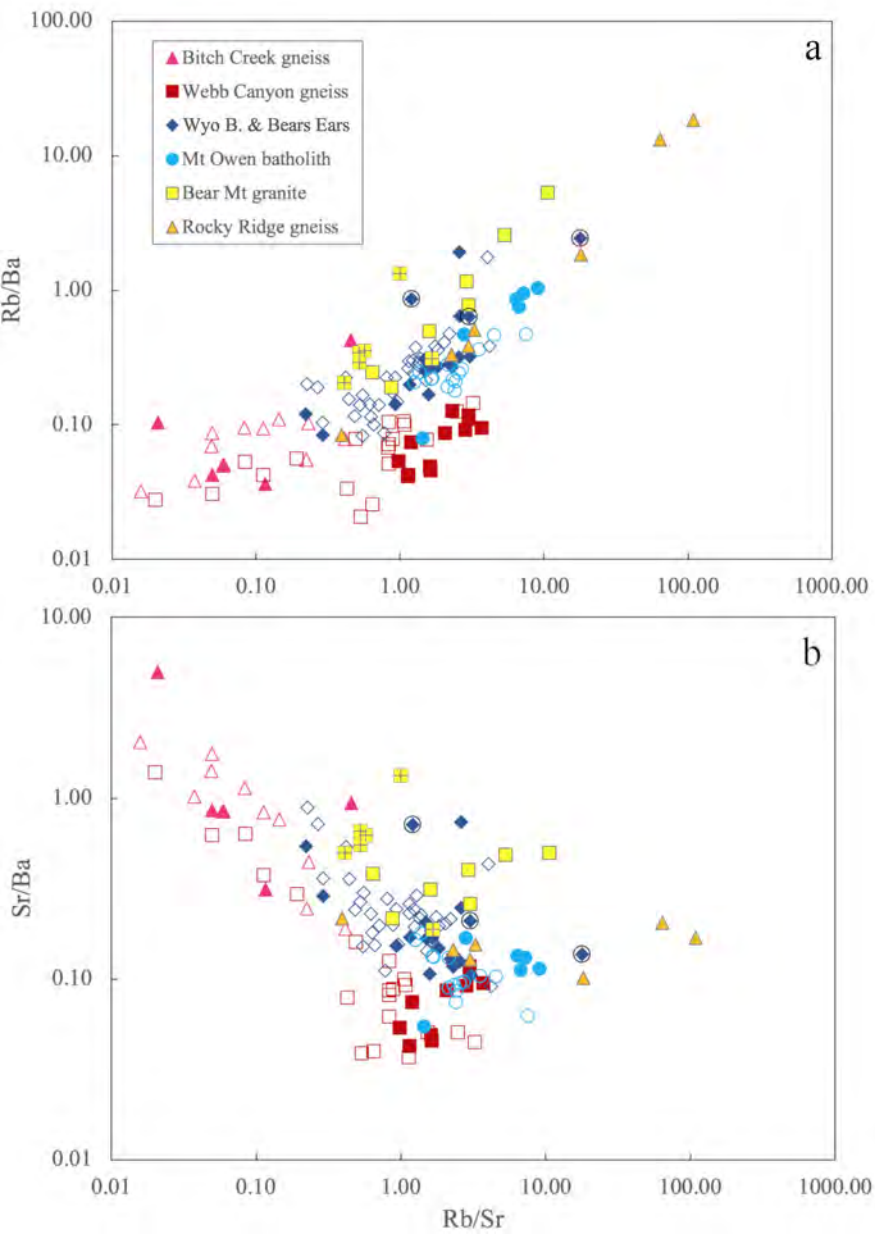 100.00
a
Bitch Creek gneiss
Webb Canyon gneiss
Wyo B. & Bears Ears
Mt Owen batholith
Bear Mt granite
Rocky Ridge gneiss
10.00
Rb/Ba
1.00
0.10
0.01
0.01 0.10 1.00 10.00 100.00 1000.00
10.00
b
1.00
Sr/Ba
0.10
0.01
0.01 0.10 1.00 10.00 100.00 1000.00
Rb/Sr